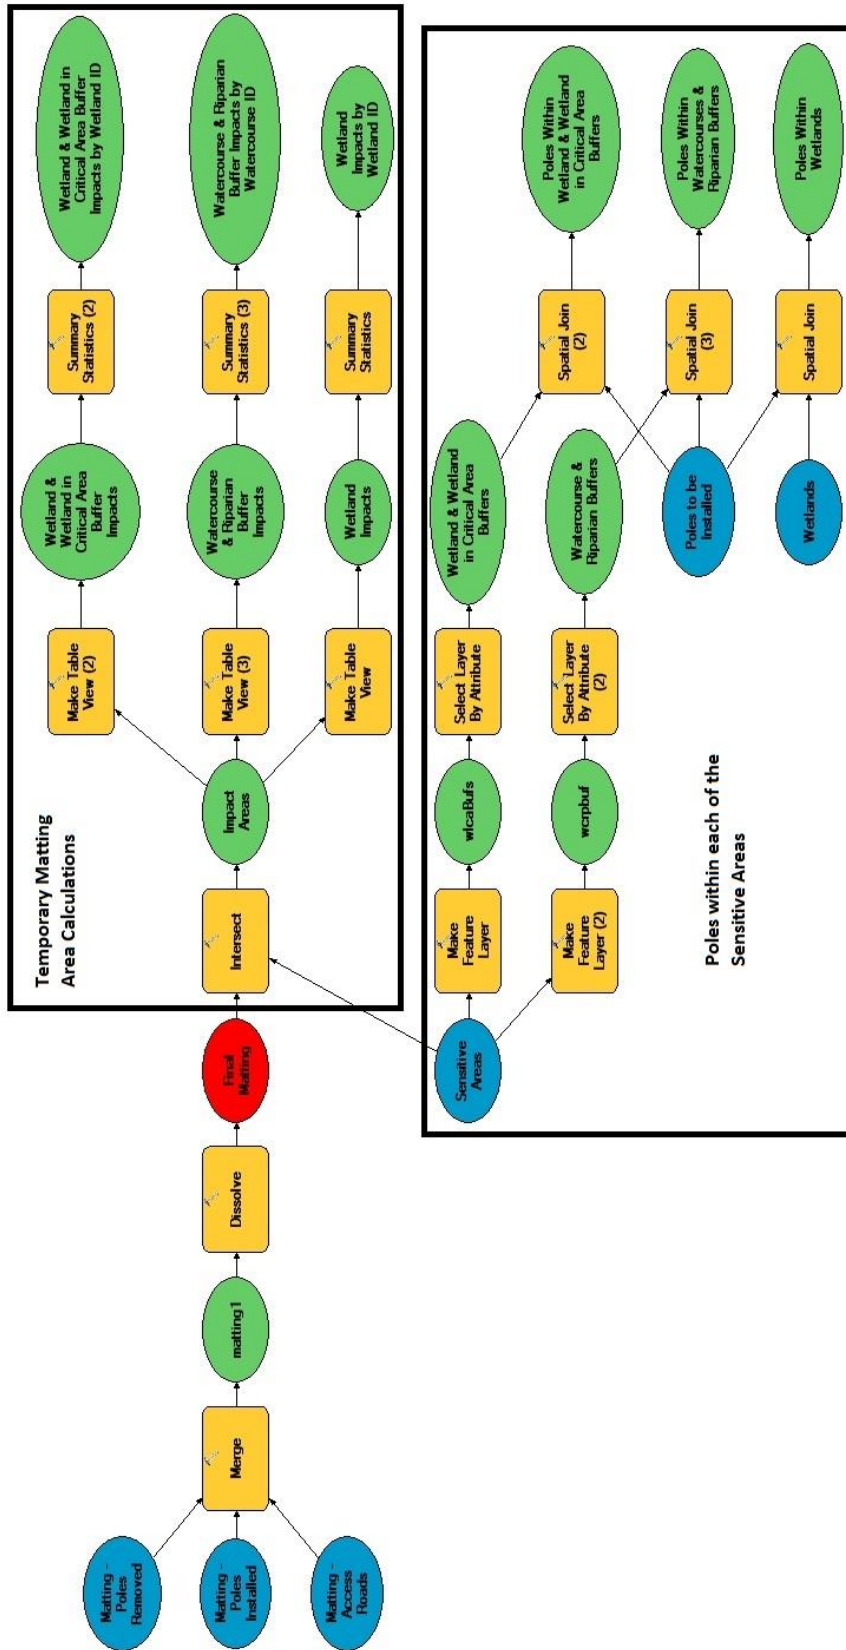 Matting -
Poles
Removed
Matting -
Poles
Installed
Matting -
Access
Roads
Merge
matting1
Dissolve
Final
Matting
Temporary Matting
Area Calculations
Intersect
Impact
Areas
Make Table
View (2)
Wetland &
Wetland in
Critical Area
Buffer
Impacts
Summary
Statistics (2)
Wetland & Wetland in
Critical Area Buffer
Impacts by Wetland ID
Make Table
View (3)
Watercourse
& Riparian
Buffer
Impacts
Summary
Statistics (3)
Watercourse & Riparian
Buffer Impacts by
Watercourse ID
Make Table
View
Wetland
Impacts
Summary
Statistics
Wetland
Impacts by
Wetland ID
Sensitive
Areas
Make
Feature
Layer
wlcaBufs
Select Layer
By Attribute
Wetland & Wetland
in Critical Area
Buffers
Make
Feature
Layer (2)
wcrpbuf
Select Layer
By Attribute
(2)
Watercourse &
Riparian Buffers
Poles to be
Installed
Wetlands
Spatial Join
(2)
Poles Within
Wetland & Wetland
in Critical Area
Buffers
Spatial Join
(3)
Poles Within
Watercourses &
Riparian Buffers
Spatial Join
Poles Within
Wetlands
Poles within each of the
Sensitive Areas